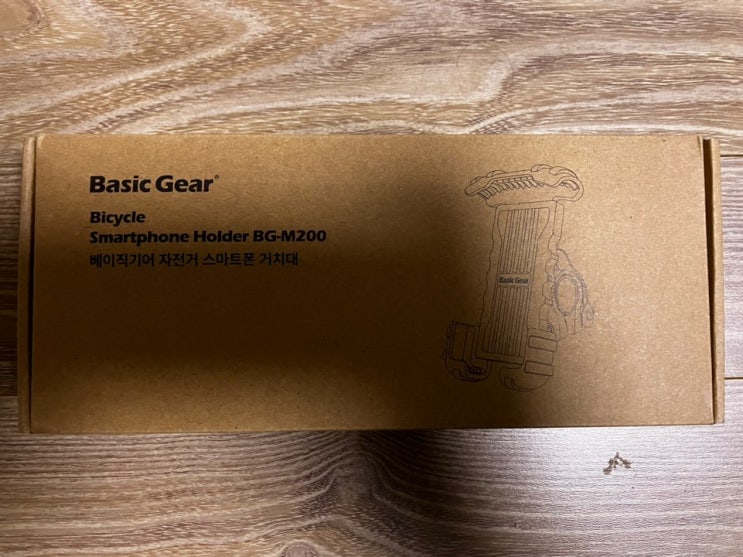 Basic Gear®
Bicycle
Smartphone Holder BG-M200
베이직기어 자전거 스마트폰 거치대
Basic Gear